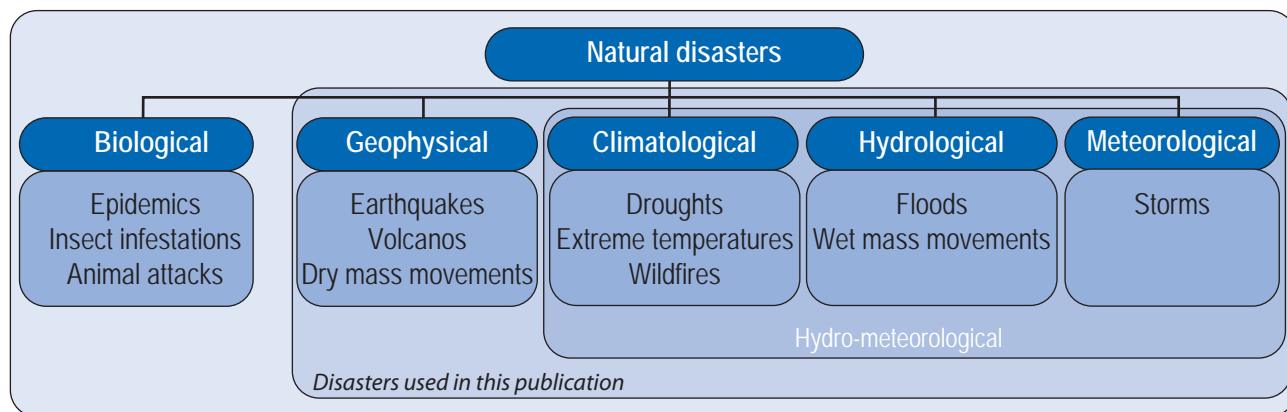 Natural disasters
Biological
Epidemics
Insect infestations
Animal attacks
Geophysical
Earthquakes
Volcanos
Dry mass movements
Climatological
Droughts
Extreme temperatures
Wildfires
Hydrological
Floods
Wet mass movements
Meteorological
Storms
Hydro-meteorological
Disasters used in this publication